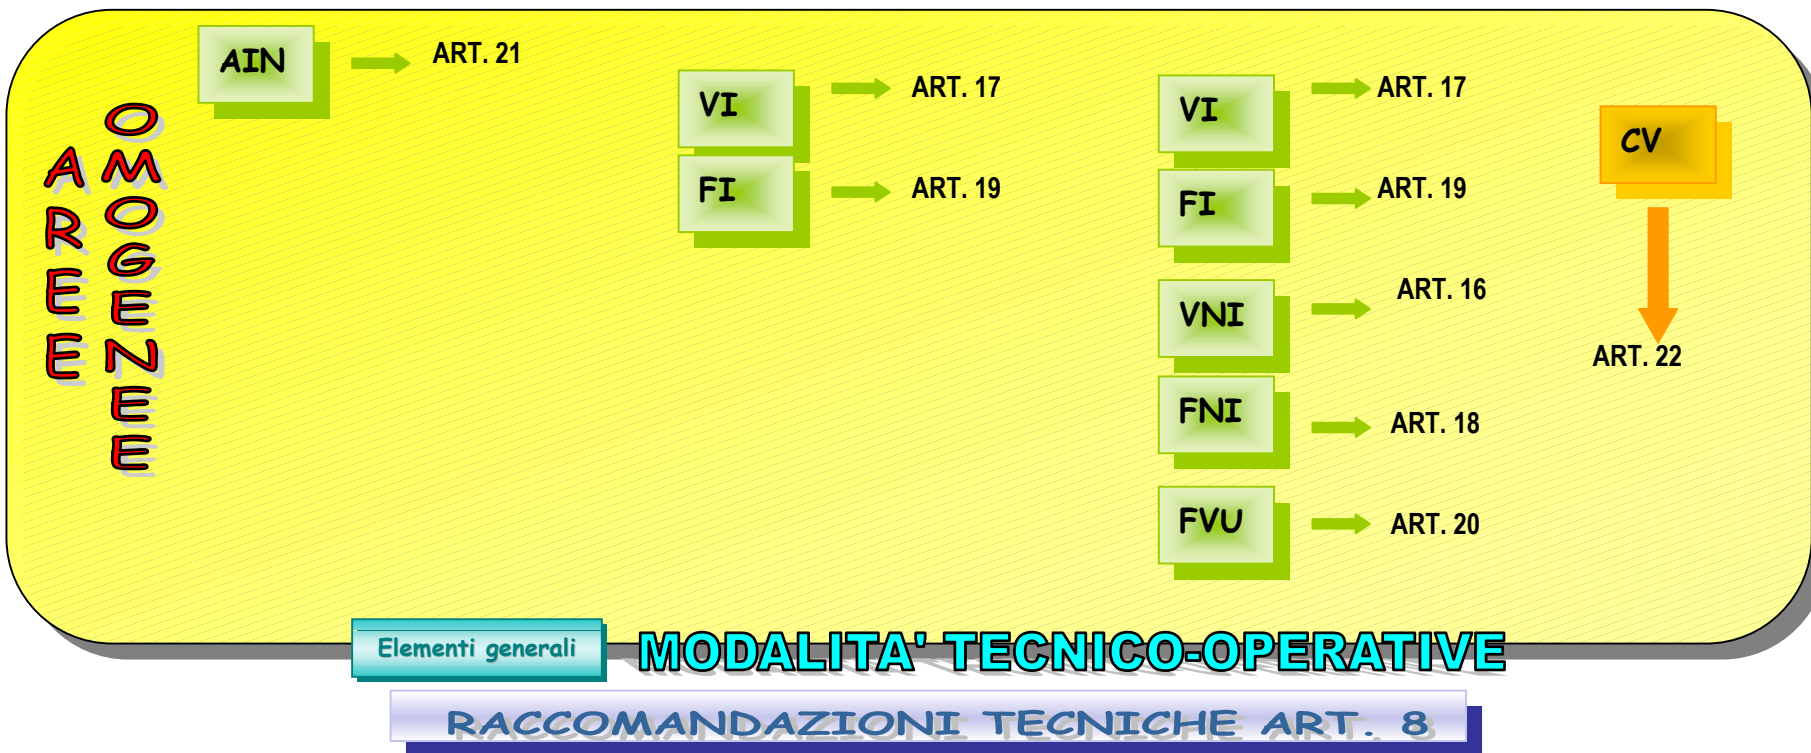 AREE
OMOGENEE
AIN
ART. 21
VI
ART. 17
FI
ART. 19
VI
ART. 17
FI
ART. 19
VNI
ART. 16
FNI
ART. 18
FVU
ART. 20
CV
ART. 22
Elementi generali
MODALITA' TECNICO-OPERATIVE
RACCOMANDAZIONI TECNICHE ART. 8